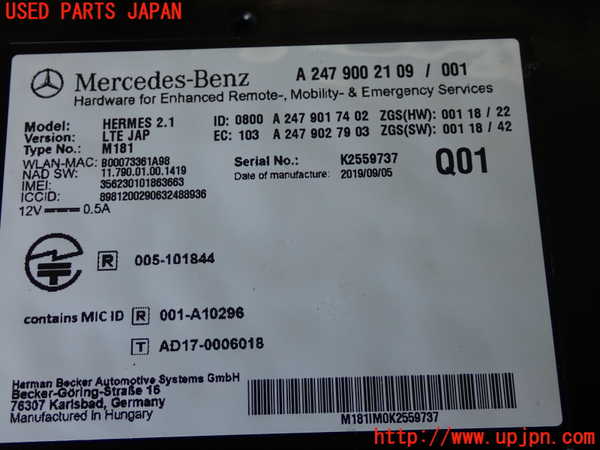 USED PARTS JAPAN
Mercedes-Benz A 247 900 21 09 / 001
Hardware for Enhanced Remote-, Mobility- & Emergency Services
Model: HERMES 2.1 ID: 0800 A 247 901 74 02 ZGS(HW): 001 18 / 22
Version: LTE JAP EC: 103 A 247 902 79 03 ZGS(SW): 001 18 / 42
Type No.: M181
WLAN-MAC: B00073361A98 Serial No.: K2559737 Q01
NAD SW: 11.790.01.00.1419 Date of manufacture: 2019/09/05
IMEI: 356230101863663
ICCID: 8981200290632488936
12V 0.5A
R 005-101844
contains MIC ID R 001-A10296
T AD17-0006018
Herman Becker Automotive Systems GmbH
Becker-Göring-Straße 16
76307 Karlsbad, Germany
Manufactured in Hungary
M181IM0K2559737
http://www.upjpn.com/